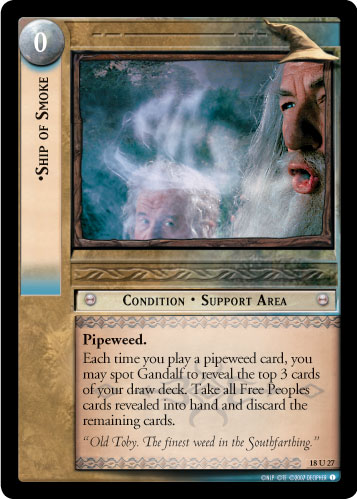 0
•Ship of Smoke
Condition • Support Area
Pipeweed.
Each time you play a pipeweed card, you
may spot Gandalf to reveal the top 3 cards
of your draw deck. Take all Free Peoples
cards revealed into hand and discard the
remaining cards.
“Old Toby. The finest weed in the Southfarthing.”
18 U 27